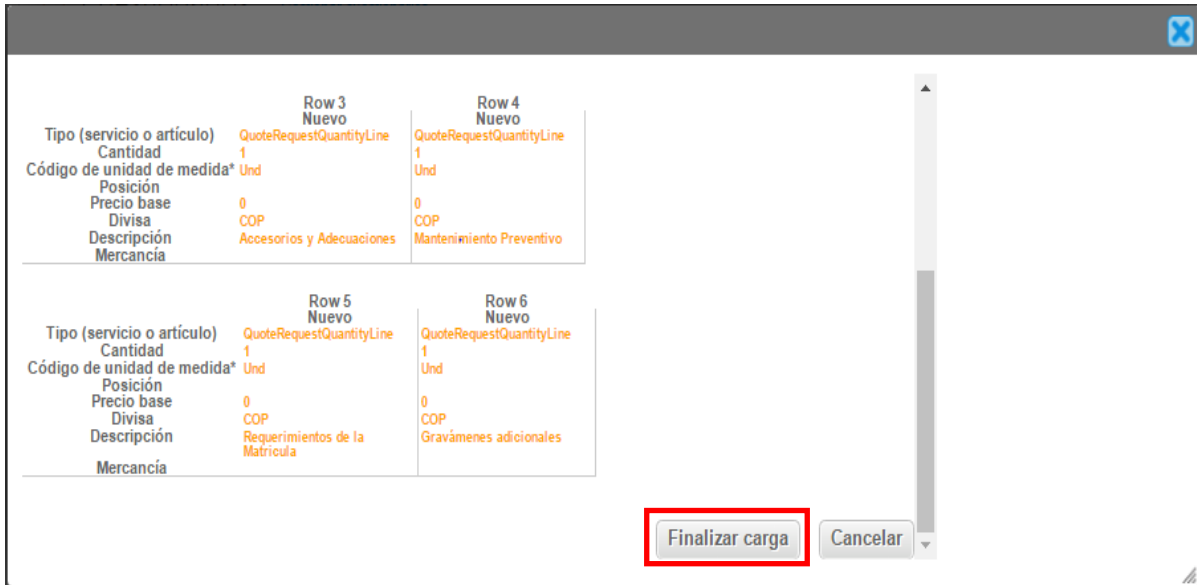 Row 3 Row 4
Nuevo Nuevo
Tipo (servicio o artículo) QuoteRequestQuantityLine QuoteRequestQuantityLine
Cantidad 1 1
Código de unidad de medida* Und Und
Posición
Precio base 0 0
Divisa COP COP
Descripción Accesorios y Adecuaciones Mantenimiento Preventivo
Mercancía
Row 5 Row 6
Nuevo Nuevo
Tipo (servicio o artículo) QuoteRequestQuantityLine QuoteRequestQuantityLine
Cantidad 1 1
Código de unidad de medida* Und Und
Posición
Precio base 0 0
Divisa COP COP
Descripción Requerimientos de la Gravámenes adicionales
Matricula
Mercancía
Finalizar carga Cancelar